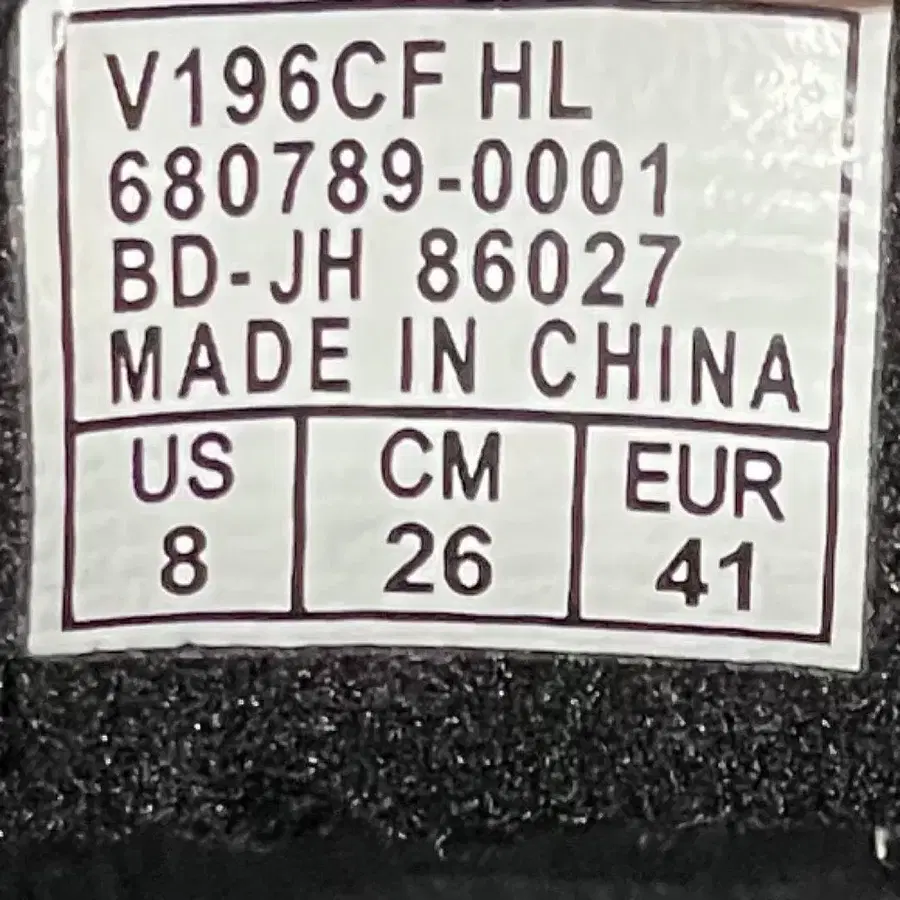 V196CF HL
680789-0001
BD-JH 86027
MADE IN CHINA
US CM EUR
8 26 41